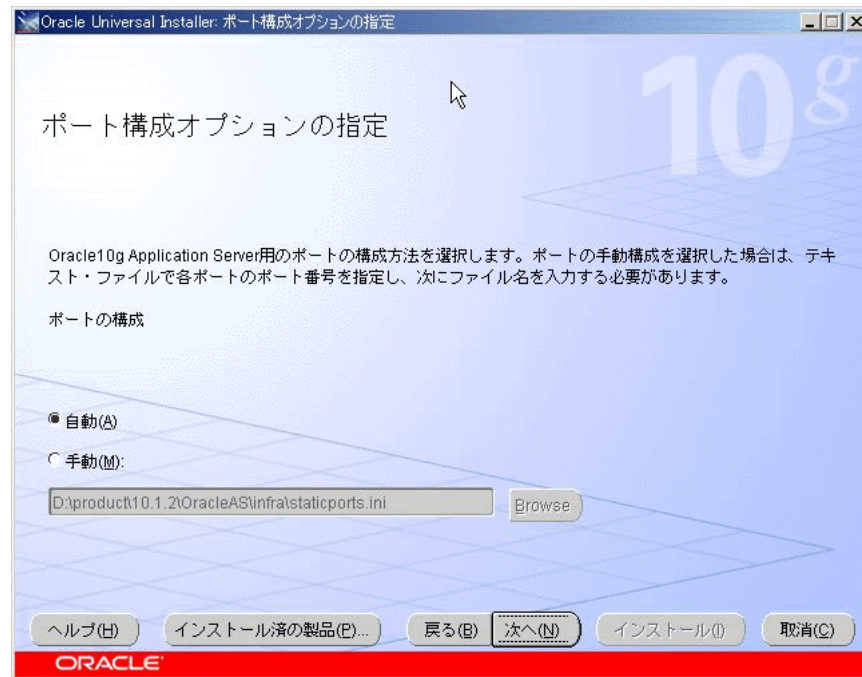 Oracle Universal Installer: ポート構成オプションの指定
10g
ポート構成オプションの指定
Oracle10g Application Server用のポートの構成方法を選択します。ポートの手動構成を選択した場合は、テキ
スト・ファイルで各ポートのポート番号を指定し、次にファイル名を入力する必要があります。
ポートの構成
自動(A)
手動(M):
D:\product\10.1.2\OracleAS\infra\staticports.ini
Browse
ヘルプ(H) インストール済の製品(P)... 戻る(B) 次へ(N) インストール(I) 取消(C)
ORACLE